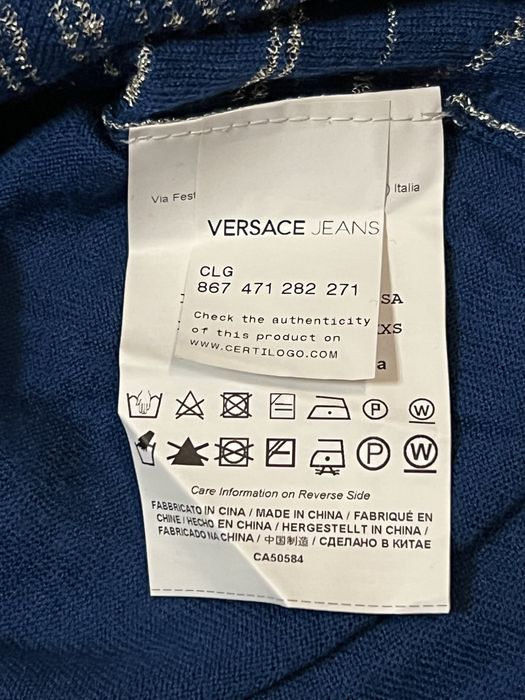 Via Fest
Italia
VERSACE JEANS
CLG
867 471 282 271
SA
XS
Check the authenticity
of this product on
WWW.CERTILOGO.COM
a
P
W
P
W
Care Information on Reverse Side
FABBRICATO IN CINA / MADE IN CHINA / FABRIQUÉ EN
CHINE / HECHO EN CHINA / HERGESTELLT IN CHINA /
FABRICADO NA CHINA / 中国制造 / СДЕЛАНО В КИТАЕ
CA50584